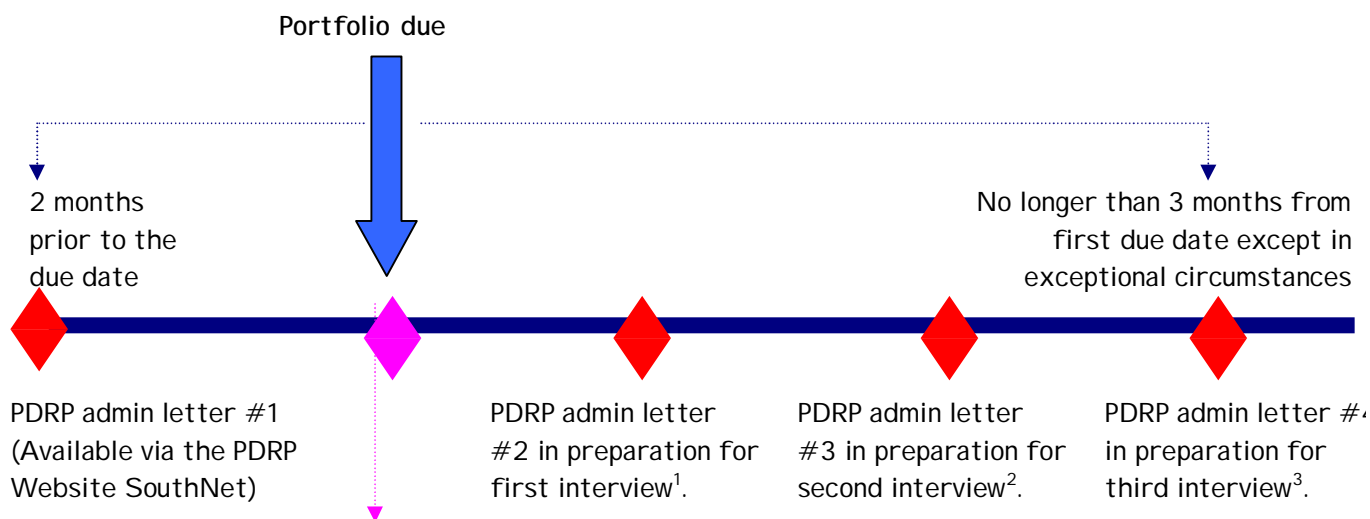 Portfolio due
2 months
prior to the
due date
No longer than 3 months from
first due date except in
exceptional circumstances
PDRP admin letter #1
(Available via the PDRP
Website SouthNet)
PDRP admin letter
#2 in preparation for
first interview¹.
PDRP admin letter
#3 in preparation for
second interview².
PDRP admin letter #4
in preparation for
third interview³.